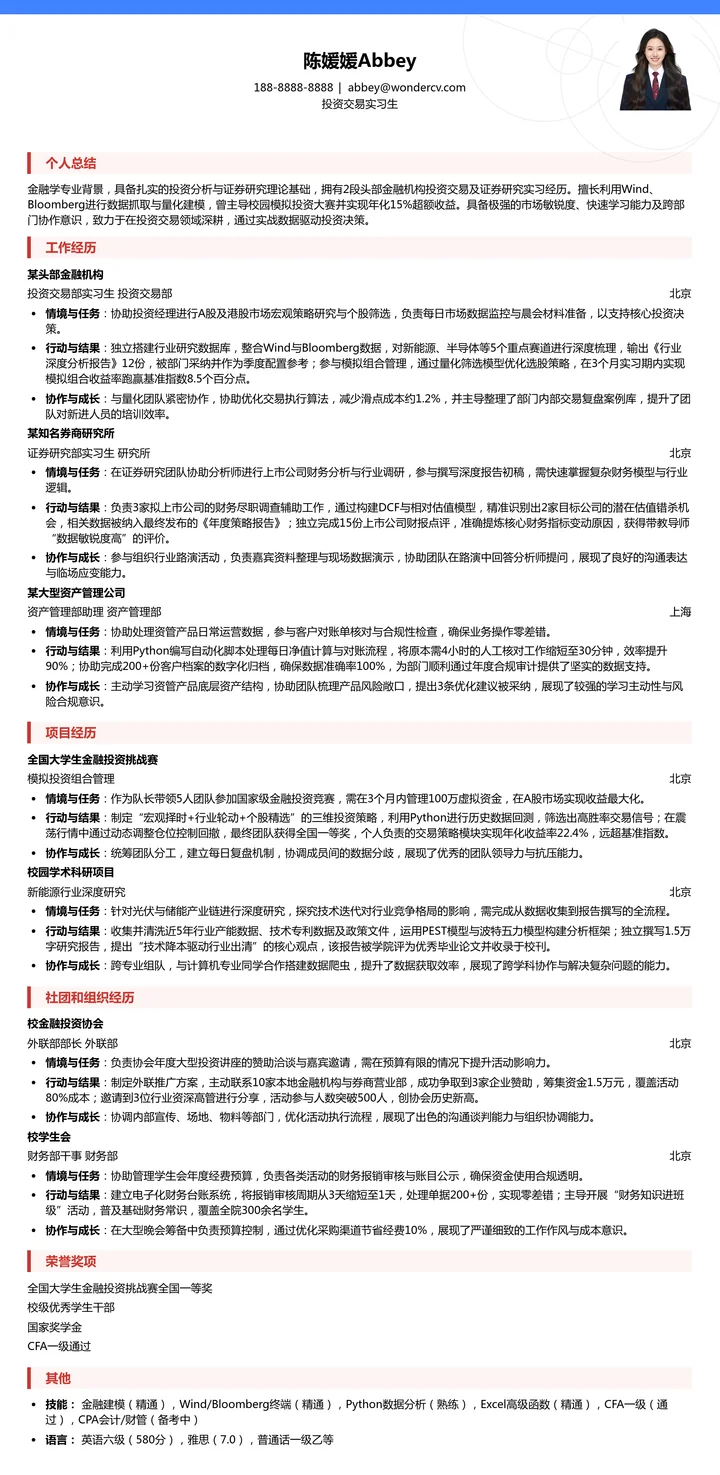 陈媛媛Abbey
188-8888-8888 | abbey@wondercv.com
投资交易实习生
个人总结
金融学专业背景，具备扎实的投资分析与证券研究理论基础，拥有2段头部金融机构投资交易及证券研究实习经历。擅长利用Wind、
Bloomberg进行数据抓取与量化建模，曾主导校园模拟投资大赛并实现年化15%超额收益。具备极强的市场敏锐度、快速学习能力及跨部
门协作意识，致力于在投资交易领域深耕，通过实战数据驱动投资决策。
工作经历
某头部金融机构
投资交易部实习生 投资交易部 北京
• 情境与任务：协助投资经理进行A股及港股市场宏观策略研究与个股筛选，负责每日市场数据监控与晨会材料准备，以支持核心投资决
策。
• 行动与结果：独立搭建行业研究数据库，整合Wind与Bloomberg数据，对新能源、半导体等5个重点赛道进行深度梳理，输出《行业
深度分析报告》12份，被部门采纳并作为季度配置参考；参与模拟组合管理，通过量化筛选模型优化选股策略，在3个月实习期内实现
模拟组合收益率跑赢基准指数8.5个百分点。
• 协作与成长：与量化团队紧密协作，协助优化交易执行算法，减少滑点成本约1.2%，并主导整理了部门内部交易复盘案例库，提升了团
队对新进人员的培训效率。
某知名券商研究所
证券研究部实习生 研究所 北京
• 情境与任务：在证券研究团队协助分析师进行上市公司财务分析与行业调研，参与撰写深度报告初稿，需快速掌握复杂财务模型与行业
逻辑。
• 行动与结果：负责3家拟上市公司的财务尽职调查辅助工作，通过构建DCF与相对估值模型，精准识别出2家目标公司的潜在估值错杀机
会，相关数据被纳入最终发布的《年度策略报告》；独立完成15份上市公司财报点评，准确提炼核心财务指标变动原因，获得带教导师
“数据敏锐度高”的评价。
• 协作与成长：参与组织行业路演活动，负责嘉宾资料整理与现场数据演示，协助团队在路演中回答分析师提问，展现了良好的沟通表达
与临场应变能力。
某大型资产管理公司
资产管理部助理 资产管理部 上海
• 情境与任务：协助处理资管产品日常运营数据，参与客户对账单核对与合规性检查，确保业务操作零差错。
• 行动与结果：利用Python编写自动化脚本处理每日净值计算与对账流程，将原本需4小时的人工核对工作缩短至30分钟，效率提升
90%；协助完成200+份客户档案的数字化归档，确保数据准确率100%，为部门顺利通过年度合规审计提供了坚实的数据支持。
• 协作与成长：主动学习资管产品底层资产结构，协助团队梳理产品风险敞口，提出3条优化建议被采纳，展现了较强的学习主动性与风
险合规意识。
项目经历
全国大学生金融投资挑战赛
模拟投资组合管理 北京
• 情境与任务：作为队长带领5人团队参加国家级金融投资竞赛，需在3个月内管理100万虚拟资金，在A股市场实现收益最大化。
• 行动与结果：制定“宏观择时+行业轮动+个股精选”的三维投资策略，利用Python进行历史数据回测，筛选出高胜率交易信号；在震
荡行情中通过动态调整仓位控制回撤，最终团队获得全国一等奖，个人负责的交易策略模块实现年化收益率22.4%，远超基准指数。
• 协作与成长：统筹团队分工，建立每日复盘机制，协调成员间的数据分歧，展现了优秀的团队领导力与抗压能力。
校园学术科研项目
新能源行业深度研究 北京
• 情境与任务：针对光伏与储能产业链进行深度研究，探究技术迭代对行业竞争格局的影响，需完成从数据收集到报告撰写的全流程。
• 行动与结果：收集并清洗近5年行业产能数据、技术专利数据及政策文件，运用PEST模型与波特五力模型构建分析框架；独立撰写1.5万
字研究报告，提出“技术降本驱动行业出清”的核心观点，该报告被学院评为优秀毕业论文并收录于校刊。
• 协作与成长：跨专业组队，与计算机专业同学合作搭建数据爬虫，提升了数据获取效率，展现了跨学科协作与解决复杂问题的能力。
社团和组织经历
校金融投资协会
外联部部长 外联部 北京
• 情境与任务：负责协会年度大型投资讲座的赞助洽谈与嘉宾邀请，需在预算有限的情况下提升活动影响力。
• 行动与结果：制定外联推广方案，主动联系10家本地金融机构与券商营业部，成功争取到3家企业赞助，筹集资金1.5万元，覆盖活动
80%成本；邀请到3位行业资深高管进行分享，活动参与人数突破500人，创协会历史新高。
• 协作与成长：协调内部宣传、场地、物料等部门，优化活动执行流程，展现了出色的沟通谈判能力与组织协调能力。
校学生会
财务部干事 财务部 北京
• 情境与任务：协助管理学生会年度经费预算，负责各类活动的财务报销审核与账目公示，确保资金使用合规透明。
• 行动与结果：建立电子化财务台账系统，将报销审核周期从3天缩短至1天，处理单据200+份，实现零差错；主导开展“财务知识进班
级”活动，普及基础财务常识，覆盖全院300余名学生。
• 协作与成长：在大型晚会筹备中负责预算控制，通过优化采购渠道节省经费10%，展现了严谨细致的工作作风与成本意识。
荣誉奖项
全国大学生金融投资挑战赛全国一等奖
校级优秀学生干部
国家奖学金
CFA一级通过
其他
• 技能： 金融建模（精通），Wind/Bloomberg终端（精通），Python数据分析（熟练），Excel高级函数（精通），CFA一级（通
过），CPA会计/财管（备考中）
• 语言： 英语六级（580分），雅思（7.0），普通话一级乙等